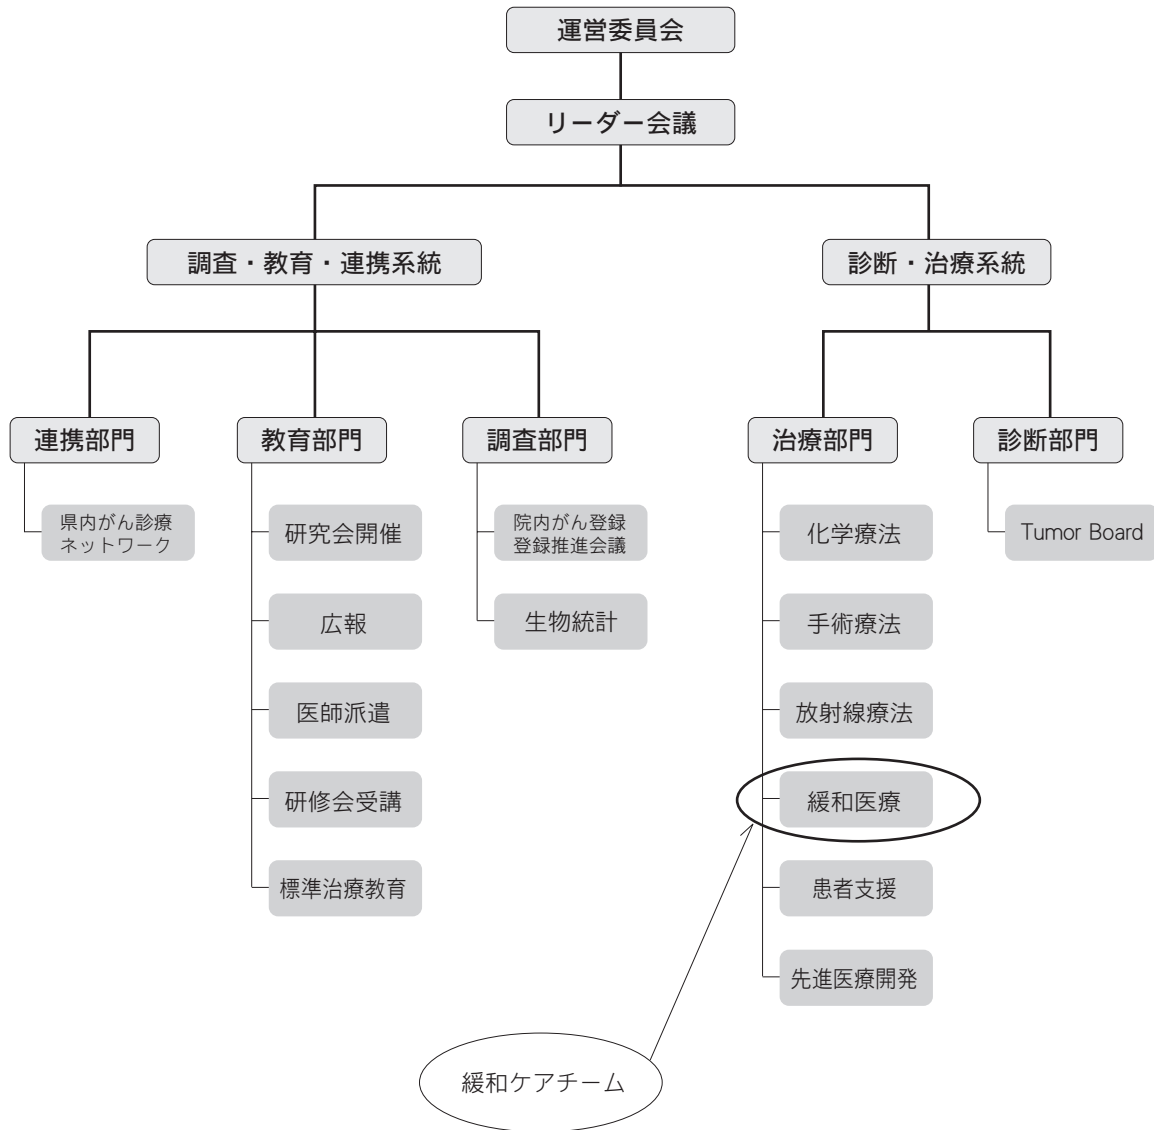 運営委員会
リーダー会議
調査・教育・連携系統
診断・治療系統
連携部門
教育部門
調査部門
治療部門
診断部門
県内がん診療
ネットワーク
研究会開催
広報
医師派遣
研修会受講
標準治療教育
院内がん登録
登録推進会議
生物統計
化学療法
手術療法
放射線療法
緩和医療
患者支援
先進医療開発
Tumor Board
緩和ケアチーム